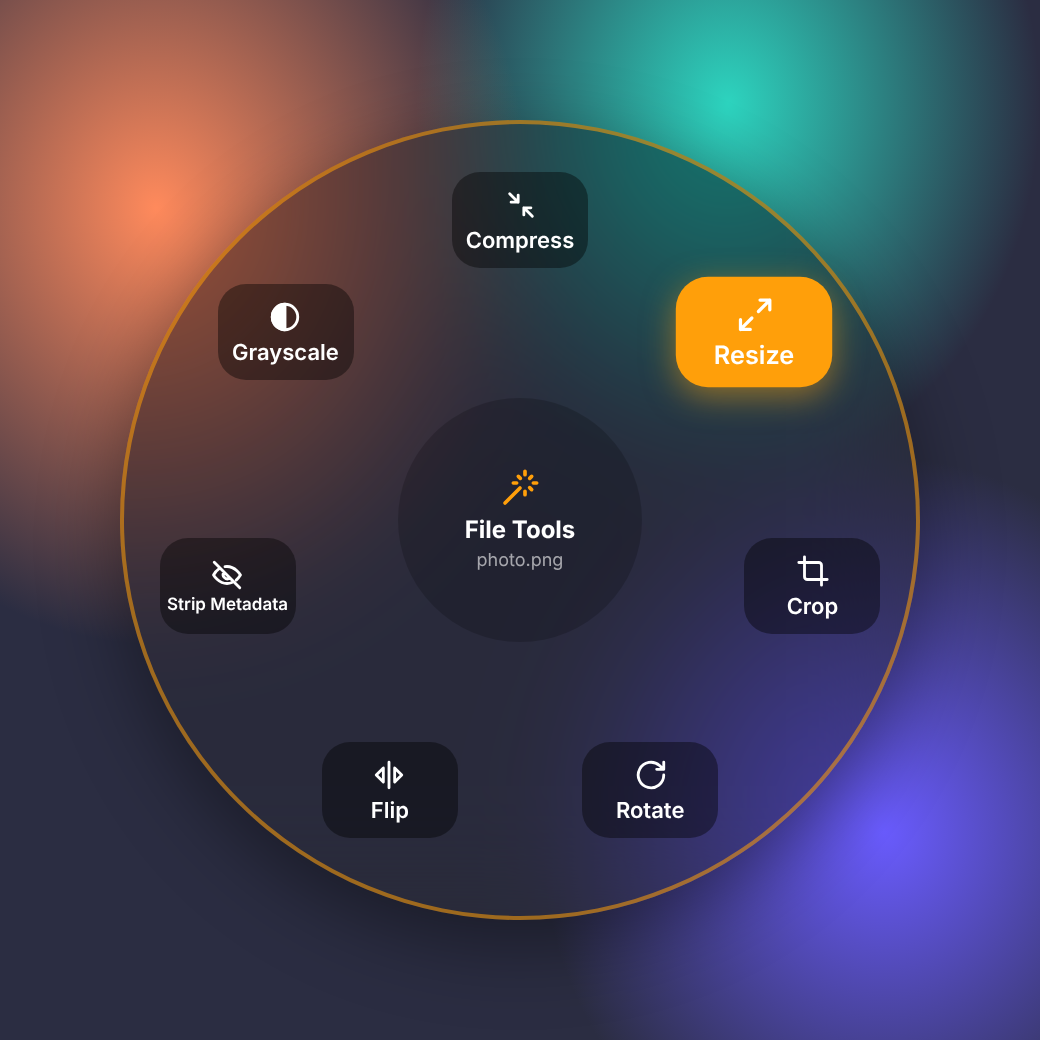 Compress
Grayscale
Resize
File Tools
photo.png
Strip Metadata
Crop
Flip
Rotate